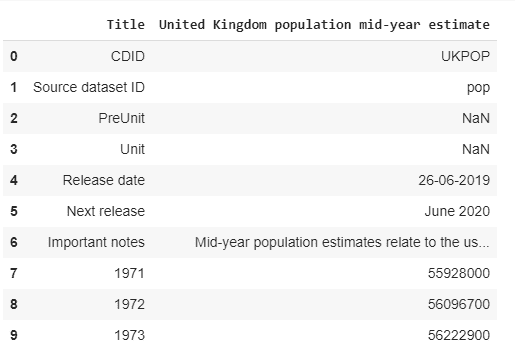 Title United Kingdom population mid-year estimate
0 CDID UKPOP
1 Source dataset ID pop
2 PreUnit NaN
3 Unit NaN
4 Release date 26-06-2019
5 Next release June 2020
6 Important notes Mid-year population estimates relate to the us...
7 1971 55928000
8 1972 56096700
9 1973 56222900